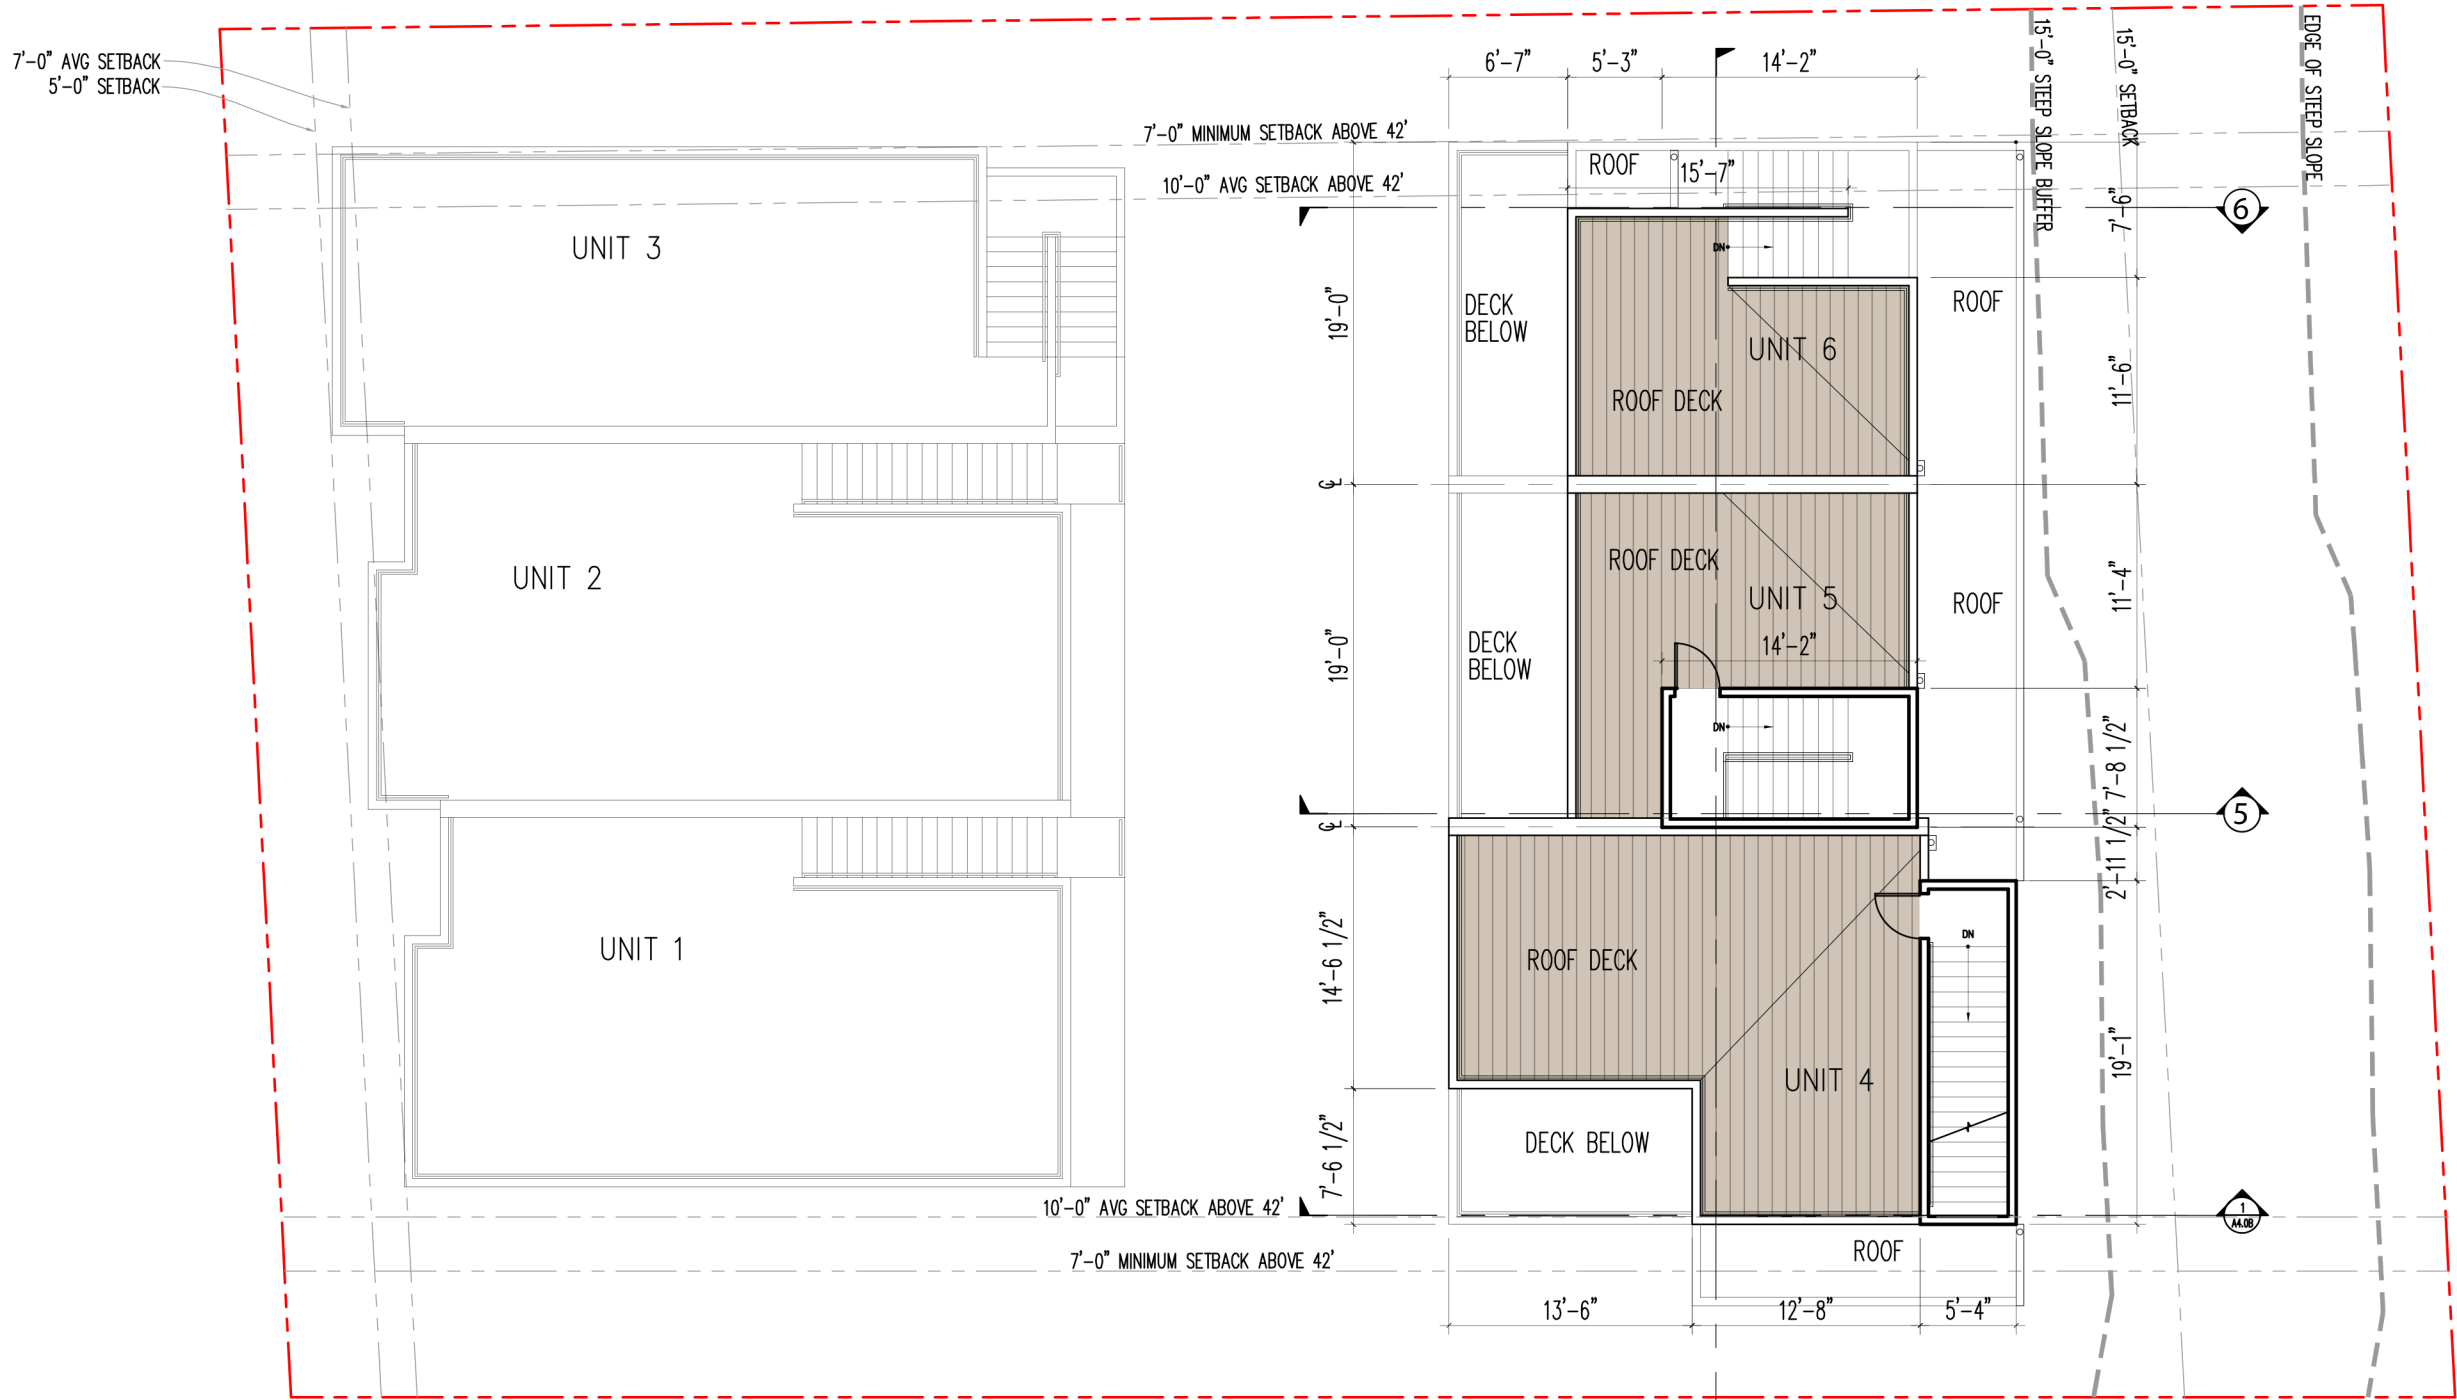 7'-0" AVG SETBACK
5'-0" SETBACK
6'-7"
5'-3"
14'-2"
15'-0" STEEP SLOPE BUFFER
15'-0" SETBACK
EDGE OF STEEP SLOPE
7'-0" MINIMUM SETBACK ABOVE 42'
10'-0" AVG SETBACK ABOVE 42'
ROOF
15'-7"
7'-9"
6
UNIT 3
DN
19'-0"
DECK
BELOW
ROOF
UNIT 6
ROOF DECK
11'-9"
CL
UNIT 2
ROOF DECK
UNIT 5
ROOF
11'-4"
19'-0"
DECK
BELOW
14'-2"
DN
7'-8 1/2"
5
CL
2'-11 1/2"
UNIT 1
14'-6 1/2"
ROOF DECK
DN
UNIT 4
19'-1"
7'-6 1/2"
DECK BELOW
10'-0" AVG SETBACK ABOVE 42'
1
A4.0B
7'-0" MINIMUM SETBACK ABOVE 42'
ROOF
13'-6"
12'-8"
5'-4"